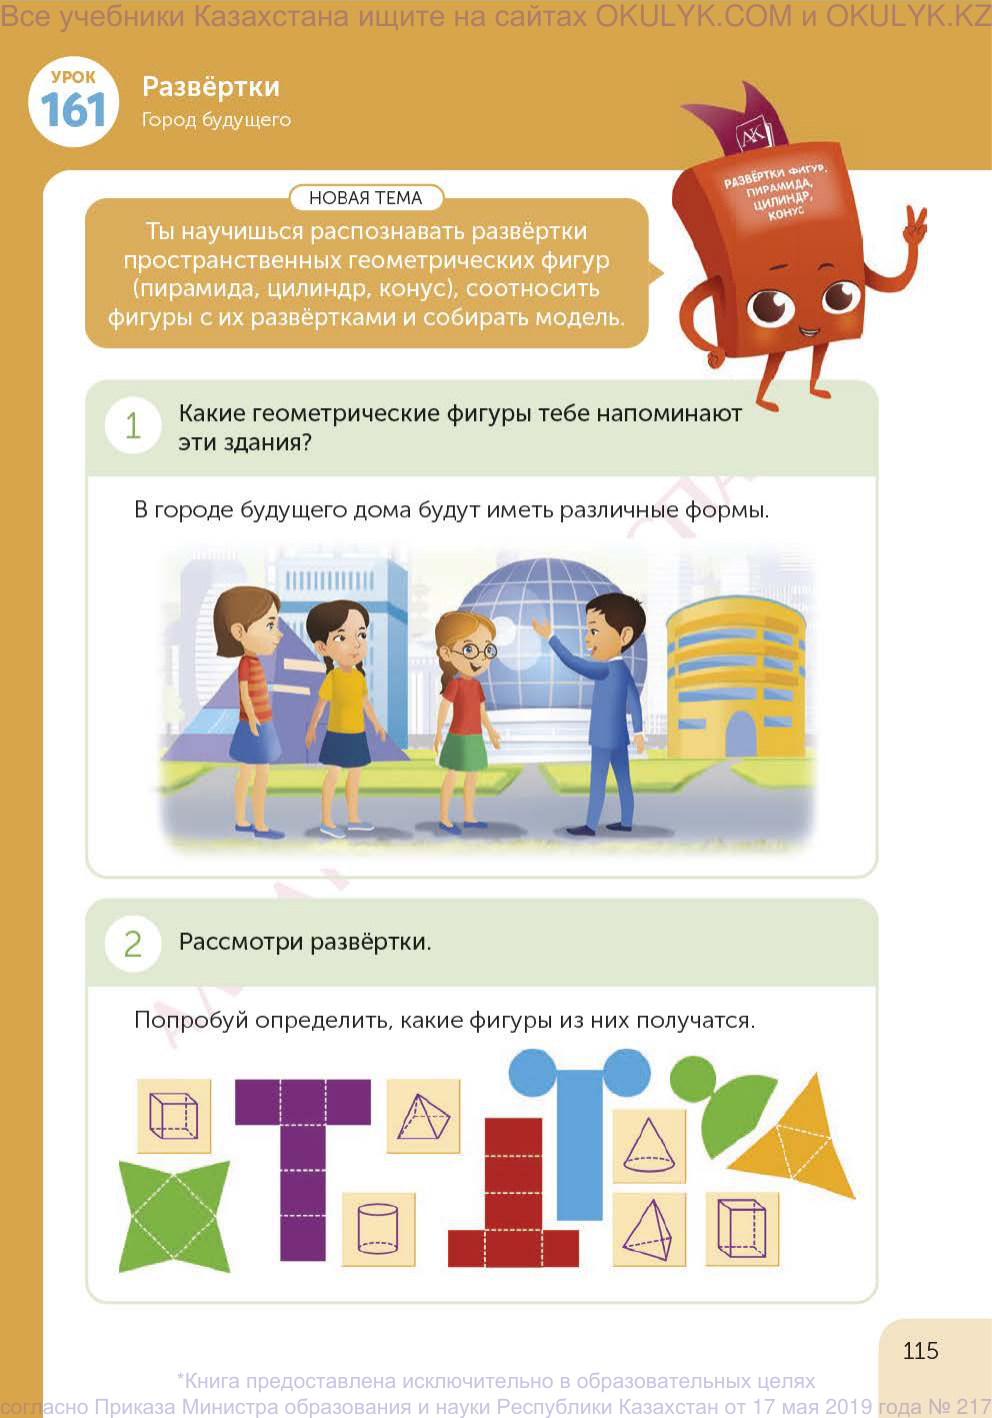 Все учебники Казахстана ищите на сайтах OKULYK.COM и OKULYK.KZ
УРОК
161
Развёртки
Город будущего
АК
РАЗВЁРТКИ ФИГУР.
ПИРАМИДА,
ЦИЛИНДР,
КОНУС
НОВАЯ ТЕМА
Ты научишься распознавать развёртки
пространственных геометрических фигур
(пирамида, цилиндр, конус), соотносить
фигуры с их развёртками и собирать модель.
1
Какие геометрические фигуры тебе напоминают
эти здания?
В городе будущего дома будут иметь различные формы.
2
Рассмотри развёртки.
Попробуй определить, какие фигуры из них получатся.
115
*Книга предоставлена исключительно в образовательных целях
согласно Приказа Министра образования и науки Республики Казахстан от 17 мая 2019 года № 217